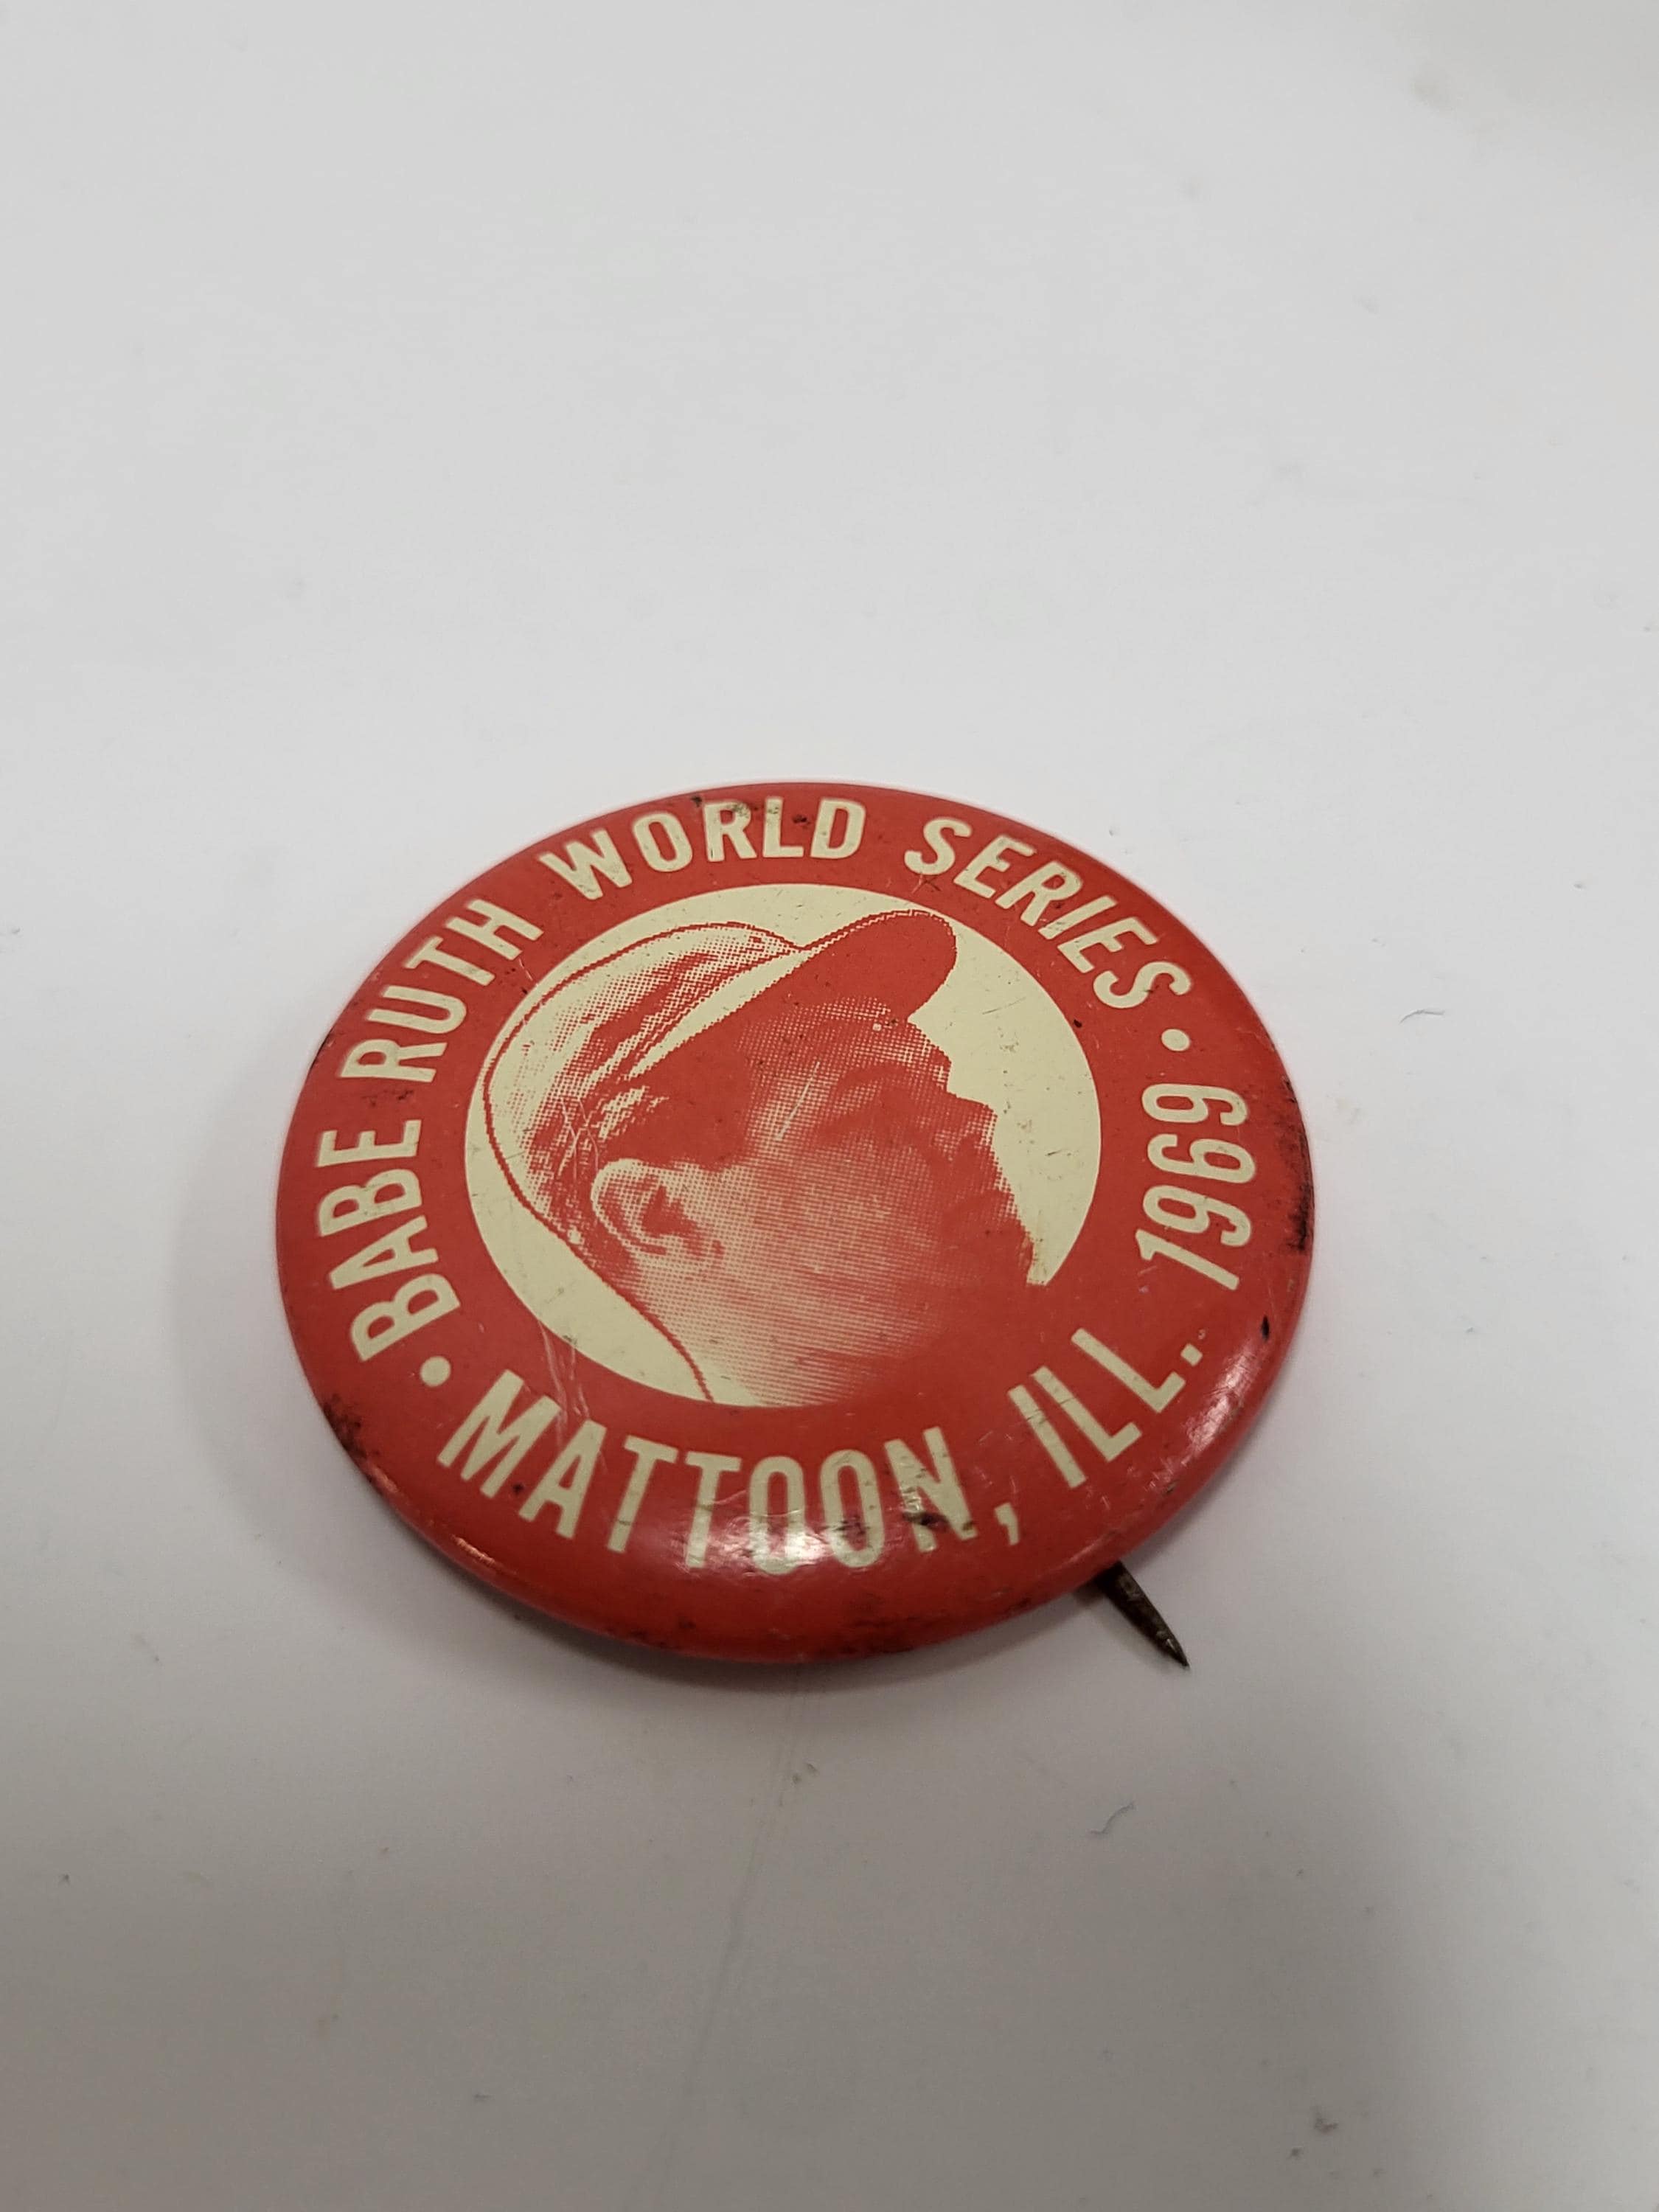 • BABE RUTH WORLD SERIES •
MATTOON, ILL. 1969